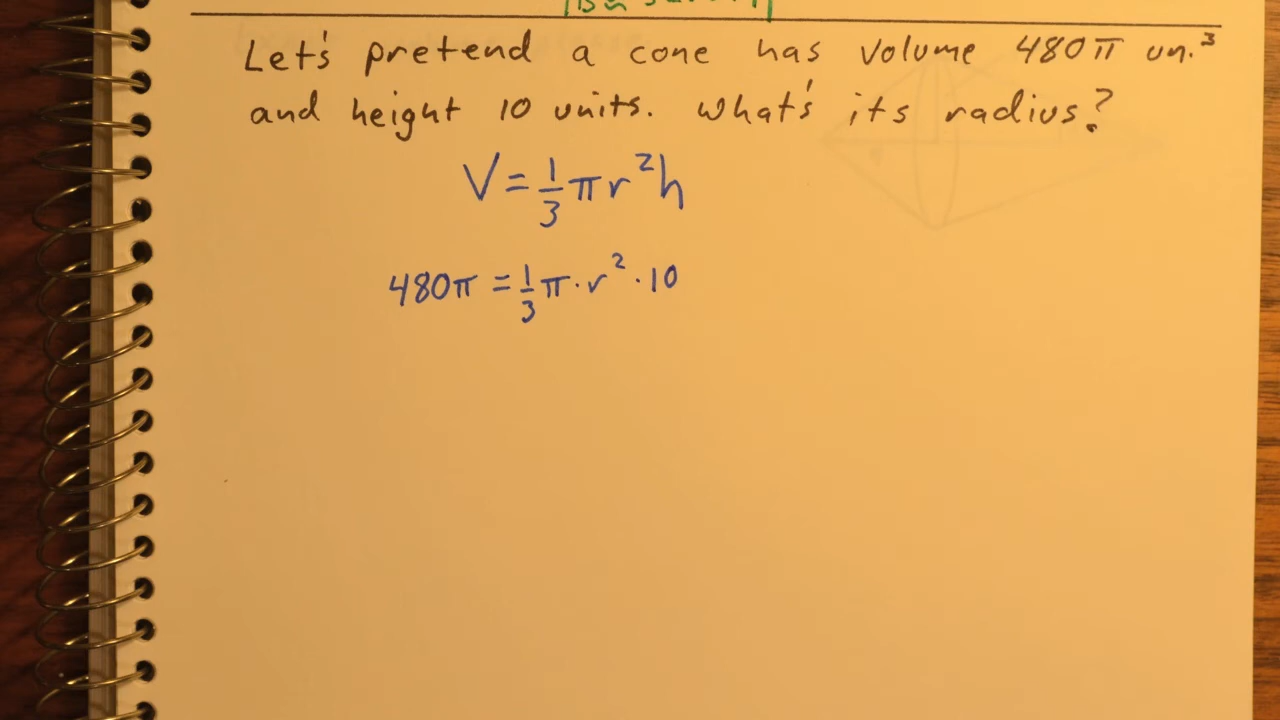 Let's pretend a cone has volume 480π un.³
and height 10 units. What's its radius?
V = 1/3 πr²h
480π = 1/3 π · r² · 10